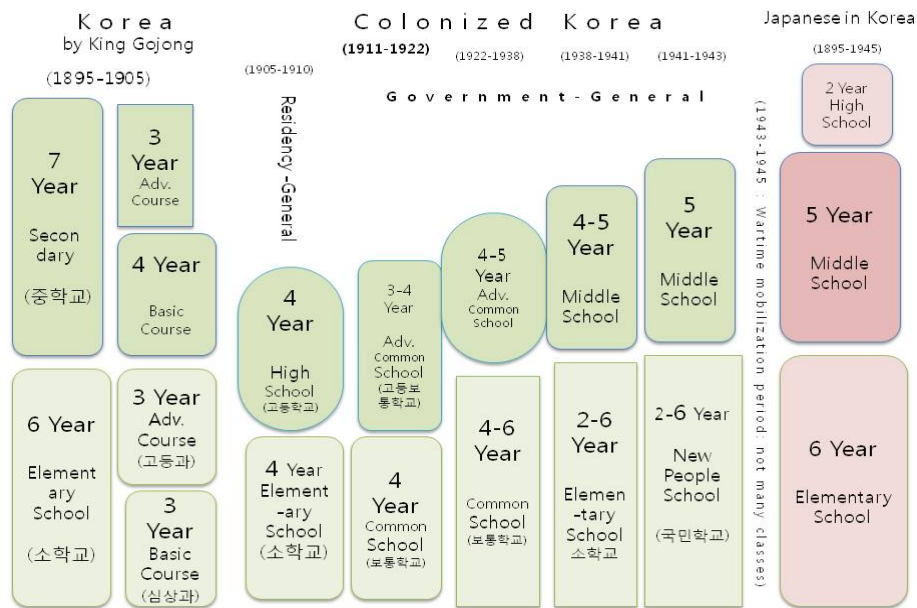 Korea
by King Gojong
(1895-1905)
7
Year
Secon
dary
(중학교)
3
Year
Adv.
Course
4 Year
Basic
Course
6 Year
Element
ary
School
(소학교)
3 Year
Adv.
Course
(고등과)
3
Year
Basic
Course
(심상과)
Colonized Korea
(1905-1910)
(1911-1922)
(1922-1938)
(1938-1941)
(1941-1943)
Government-General
Residency-General
4
Year
High
School
(고등학교)
4 Year
Element
-ary
School
(소학교)
3-4
Year
Adv.
Common
School
(고등보
통학교)
4
Year
Common
School
(보통학교)
4-5
Year
Adv.
Common
School
4-6
Year
Common
School
(보통학교)
4-5
Year
Middle
School
2-6
Year
Elemen
-tary
School
소학교
5
Year
Middle
School
2-6 Year
New
People
School
(국민학교)
(1943-1945 : Wartime mobilization period: not many classes)
Japanese in Korea
(1895-1945)
2 Year
High
School
5 Year
Middle
School
6 Year
Elementary
School